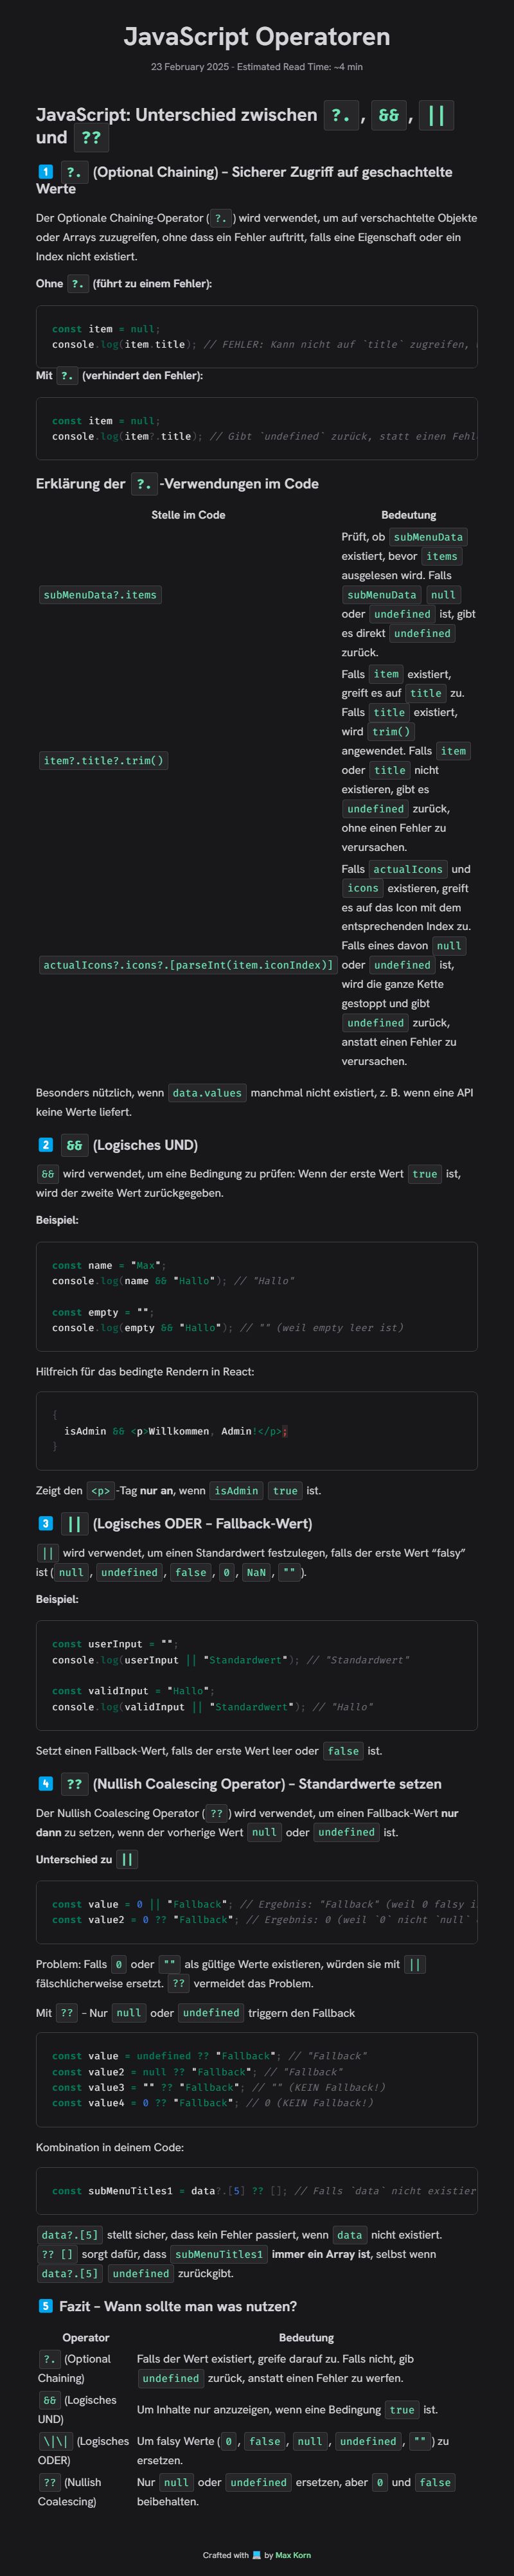 JavaScript Operatoren
23 February 2025 - Estimated Read Time: ~4 min
JavaScript: Unterschied zwischen ?. , && , ||
und ??
1 ?. (Optional Chaining) – Sicherer Zugriff auf geschachtelte
Werte
Der Optionale Chaining-Operator ( ?. ) wird verwendet, um auf verschachtelte Objekte
oder Arrays zuzugreifen, ohne dass ein Fehler auftritt, falls eine Eigenschaft oder ein
Index nicht existiert.
Ohne ?. (führt zu einem Fehler):
const item = null;
console.log(item.title); // FEHLER: Kann nicht auf `title` zugreifen,
Mit ?. (verhindert den Fehler):
const item = null;
console.log(item?.title); // Gibt `undefined` zurück, statt einen Fehl
Erklärung der ?. -Verwendungen im Code
Stelle im Code Bedeutung
subMenuData?.items
Prüft, ob subMenuData
existiert, bevor items
ausgelesen wird. Falls
subMenuData null
oder undefined ist, gibt
es direkt undefined
zurück.
item?.title?.trim()
Falls item existiert,
greift es auf title zu.
Falls title existiert,
wird trim()
angewendet. Falls item
oder title nicht
existieren, gibt es
undefined zurück,
ohne einen Fehler zu
verursachen.
actualIcons?.icons?.[parseInt(item.iconIndex)]
Falls actualIcons und
icons existieren, greift
es auf das Icon mit dem
entsprechenden Index zu.
Falls eines davon null
oder undefined ist,
wird die ganze Kette
gestoppt und gibt
undefined zurück,
anstatt einen Fehler zu
verursachen.
Besonders nützlich, wenn data.values manchmal nicht existiert, z. B. wenn eine API
keine Werte liefert.
2 && (Logisches UND)
&& wird verwendet, um eine Bedingung zu prüfen: Wenn der erste Wert true ist,
wird der zweite Wert zurückgegeben.
Beispiel:
const name = "Max";
console.log(name && "Hallo"); // "Hallo"
const empty = "";
console.log(empty && "Hallo"); // "" (weil empty leer ist)
Hilfreich für das bedingte Rendern in React:
{
isAdmin && <p>Willkommen, Admin!</p>;
}
Zeigt den <p> -Tag nur an, wenn isAdmin true ist.
3 || (Logisches ODER – Fallback-Wert)
|| wird verwendet, um einen Standardwert festzulegen, falls der erste Wert “falsy”
ist ( null , undefined , false , 0 , NaN , "" ).
Beispiel:
const userInput = "";
console.log(userInput || "Standardwert"); // "Standardwert"
const validInput = "Hallo";
console.log(validInput || "Standardwert"); // "Hallo"
Setzt einen Fallback-Wert, falls der erste Wert leer oder false ist.
4 ?? (Nullish Coalescing Operator) – Standardwerte setzen
Der Nullish Coalescing Operator ( ?? ) wird verwendet, um einen Fallback-Wert nur
dann zu setzen, wenn der vorherige Wert null oder undefined ist.
Unterschied zu ||
const value = 0 || "Fallback"; // Ergebnis: "Fallback" (weil 0 falsy i
const value2 = 0 ?? "Fallback"; // Ergebnis: 0 (weil `0` nicht `null`
Problem: Falls 0 oder "" als gültige Werte existieren, würden sie mit ||
fälschlicherweise ersetzt. ?? vermeidet das Problem.
Mit ?? – Nur null oder undefined triggern den Fallback
const value = undefined ?? "Fallback"; // "Fallback"
const value2 = null ?? "Fallback"; // "Fallback"
const value3 = "" ?? "Fallback"; // "" (KEIN Fallback!)
const value4 = 0 ?? "Fallback"; // 0 (KEIN Fallback!)
Kombination in deinem Code:
const subMenuTitles1 = data?.[5] ?? []; // Falls `data` nicht existier
data?.[5] stellt sicher, dass kein Fehler passiert, wenn data nicht existiert.
?? [] sorgt dafür, dass subMenuTitles1 immer ein Array ist, selbst wenn
data?.[5] undefined zurückgibt.
5 Fazit – Wann sollte man was nutzen?
Operator Bedeutung
?. (Optional
Chaining)
Falls der Wert existiert, greife darauf zu. Falls nicht, gib
undefined zurück, anstatt einen Fehler zu werfen.
&& (Logisches
UND)
Um Inhalte nur anzuzeigen, wenn eine Bedingung true ist.
\|\| (Logisches
ODER)
Um falsy Werte ( 0 , false , null , undefined , "" ) zu
ersetzen.
?? (Nullish
Coalescing)
Nur null oder undefined ersetzen, aber 0 und false
beibehalten.
Crafted with by Max Korn